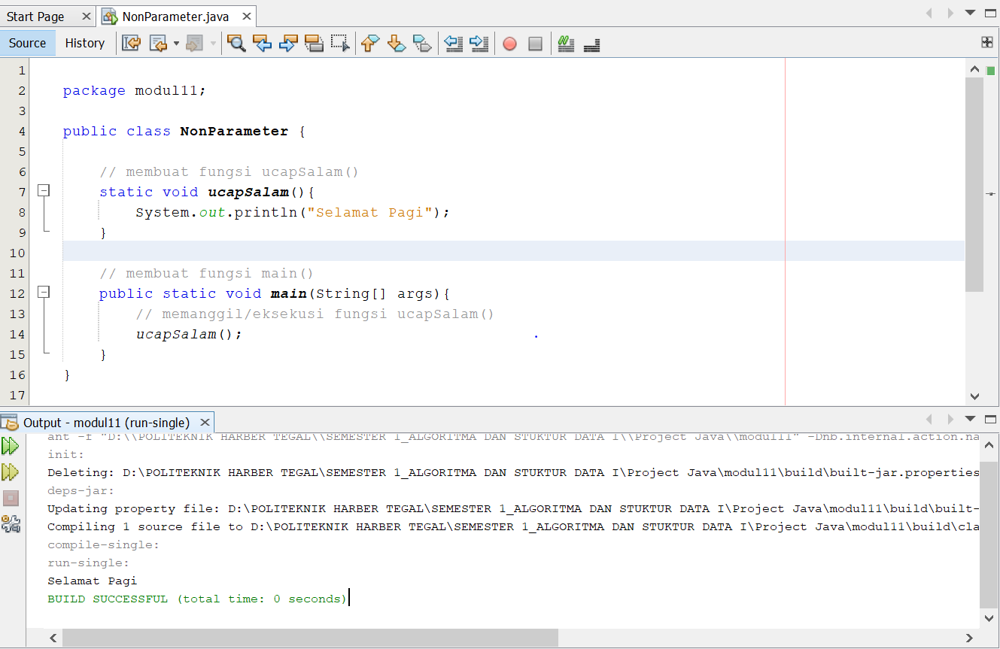 Start Page NonParameter.java
Source History
1
2 package modul11;
3
4 public class NonParameter {
5
6 // membuat fungsi ucapSalam()
7 static void ucapSalam(){
8 System.out.println("Selamat Pagi");
9 }
10
11 // membuat fungsi main()
12 public static void main(String[] args){
13 // memanggil/eksekusi fungsi ucapSalam()
14 ucapSalam();
15 }
16 }
17
Output - modul11 (run-single)
ant -f "D:\\POLITEKNIK HARBER TEGAL\\SEMESTER 1_ALGORITMA DAN STUKTUR DATA I\\Project Java\\modul11" -Dnb.internal.action.na
init:
Deleting: D:\POLITEKNIK HARBER TEGAL\SEMESTER 1_ALGORITMA DAN STUKTUR DATA I\Project Java\modul11\build\built-jar.properties
deps-jar:
Updating property file: D:\POLITEKNIK HARBER TEGAL\SEMESTER 1_ALGORITMA DAN STUKTUR DATA I\Project Java\modul11\build\built-
Compiling 1 source file to D:\POLITEKNIK HARBER TEGAL\SEMESTER 1_ALGORITMA DAN STUKTUR DATA I\Project Java\modul11\build\cla
compile-single:
run-single:
Selamat Pagi
BUILD SUCCESSFUL (total time: 0 seconds)